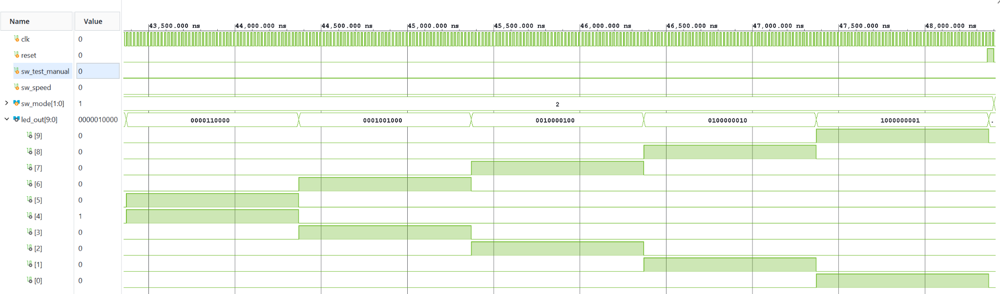 Name Value
43,500.000 ns 44,000.000 ns 44,500.000 ns 45,000.000 ns 45,500.000 ns 46,000.000 ns 46,500.000 ns 47,000.000 ns 47,500.000 ns 48,000.000 ns
clk 0
reset 0
sw_test_manual 0
sw_speed 0
sw_mode[1:0] 1 2
led_out[9:0] 0000010000 0000110000 0001001000 0010000100 0100000010 1000000001 .
[9] 0
[8] 0
[7] 0
[6] 0
[5] 0
[4] 1
[3] 0
[2] 0
[1] 0
[0] 0